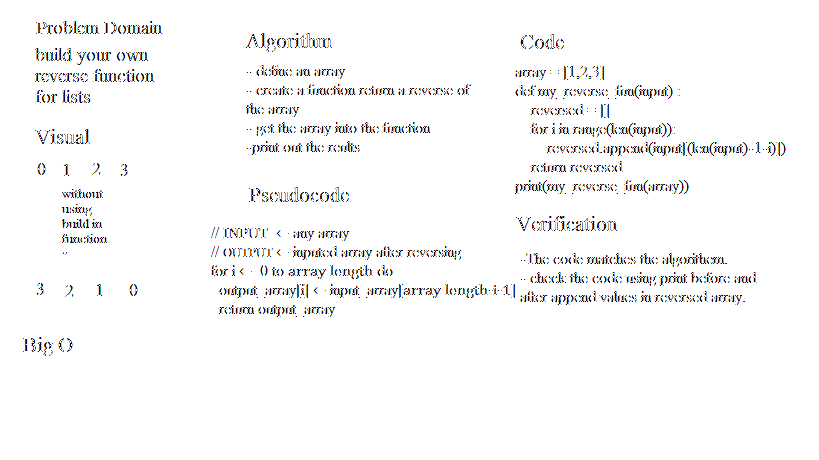 Problem Domain
build your own
reverse function
for lists
Visual
0 1 2 3
without
using
build in
function
3 2 1 0
Big O
Algorithm
- define an array
- create a function return a reverse of
the array
- get the array into the function
-print out the reults
Pseudocode
// INPUT <- any array
// OUTPUT <- inputed array after reversing
for i <- 0 to array length do
output_array[i] <- input_array[array length-i-1]
return output_array
Code
array = [1,2,3]
def my_reverse_fun(input) :
reversed = []
for i in range(len(input)):
reversed.append(input[(len(input)-1-i)])
return reversed
print(my_reverse_fun(array))
Verification
-The code matches the algorithem.
- check the code using print before and
after append values in reversed array.